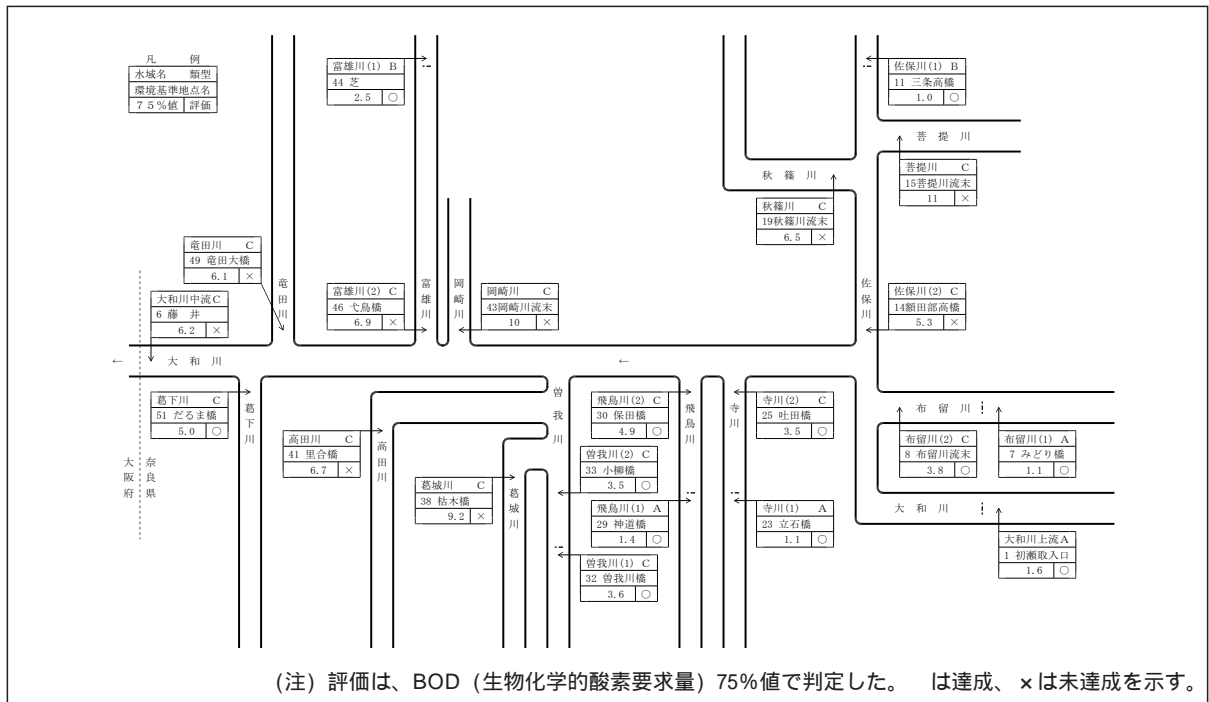 凡 例
水域名 類型
環境基準地点名
75%値 評価
富雄川(1) B
44 芝
2.5 ○
佐保川(1) B
11 三条高橋
1.0 ○
菩 提 川
菩提川 C
15菩提川流末
11 ×
秋 篠 川
秋篠川 C
19秋篠川流末
6.5 ×
竜田川 C
49 竜田大橋
6.1 ×
竜田川
大和川中流C
6 藤 井
6.2 ×
富雄川(2) C
46 弋鳥橋
6.9 ×
富雄川
岡崎川
岡崎川 C
43岡崎川流末
10 ×
佐保川
佐保川(2) C
14額田部高橋
5.3 ×
← 大 和 川
←
葛下川 C
51 だるま橋
5.0 ○
葛下川
高田川 C
41 里合橋
6.7 ×
高田川
曽我川
飛鳥川(2) C
30 保田橋
4.9 ○
飛鳥川
寺川
寺川(2) C
25 吐田橋
3.5 ○
布 留 川
布留川(2) C
8 布留川流末
3.8 ○
布留川(1) A
7 みどり橋
1.1 ○
大阪府
奈良県
葛城川 C
38 枯木橋
9.2 ×
葛城川
曽我川(2) C
33 小柳橋
3.5 ○
飛鳥川(1) A
29 神道橋
1.4 ○
寺川(1) A
23 立石橋
1.1 ○
大 和 川
大和川上流A
1 初瀬取入口
1.6 ○
曽我川(1) C
32 曽我川橋
3.6 ○
(注) 評価は、BOD (生物化学的酸素要求量) 75%値で判定した。 は達成、×は未達成を示す。